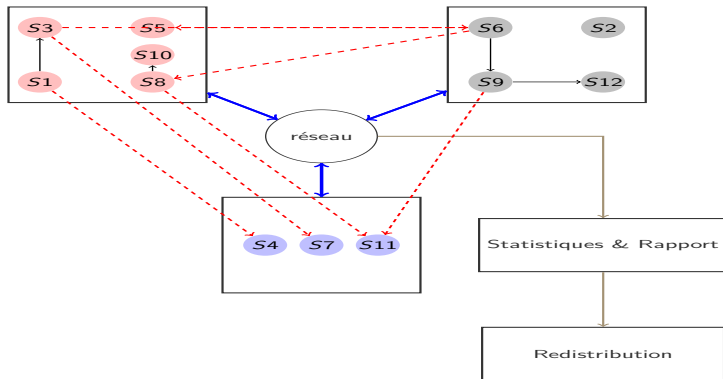 S3 S5 S6 S2
S10
S1 S8 S9 S12
réseau
S4 S7 S11
Statistiques & Rapport
Redistribution